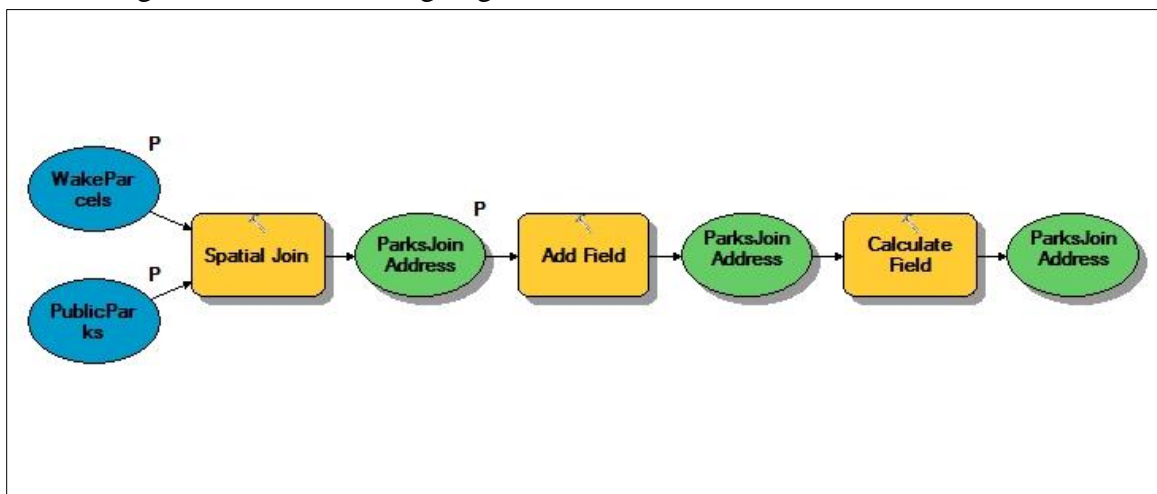 P
WakePar
cels
P
PublicPar
ks
Spatial Join
ParksJoin
Address
P
Add Field
ParksJoin
Address
Calculate
Field
ParksJoin
Address